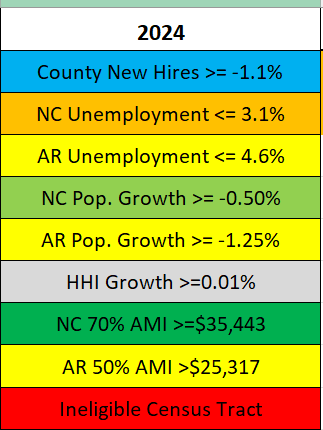 2024
County New Hires >= -1.1%
NC Unemployment <= 3.1%
AR Unemployment <= 4.6%
NC Pop. Growth >= -0.50%
AR Pop. Growth >= -1.25%
HHI Growth >=0.01%
NC 70% AMI >=$35,443
AR 50% AMI >$25,317
Ineligible Census Tract